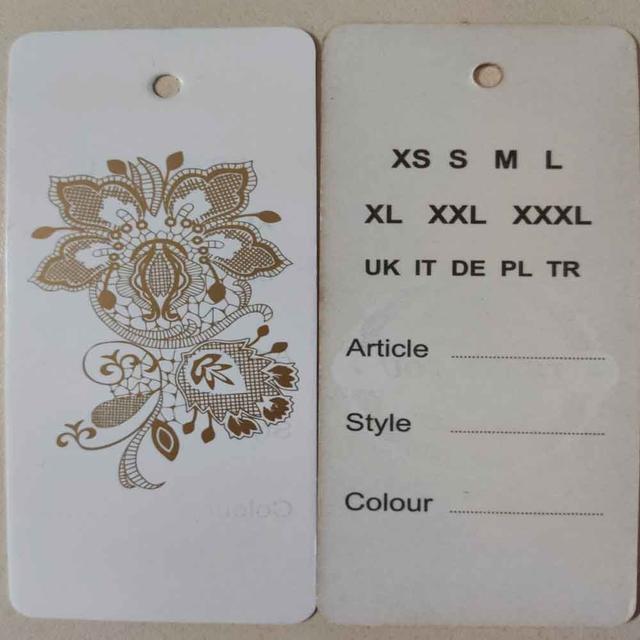 XS S M L
XL XXL XXXL
UK IT DE PL TR
Article
Style
Colour